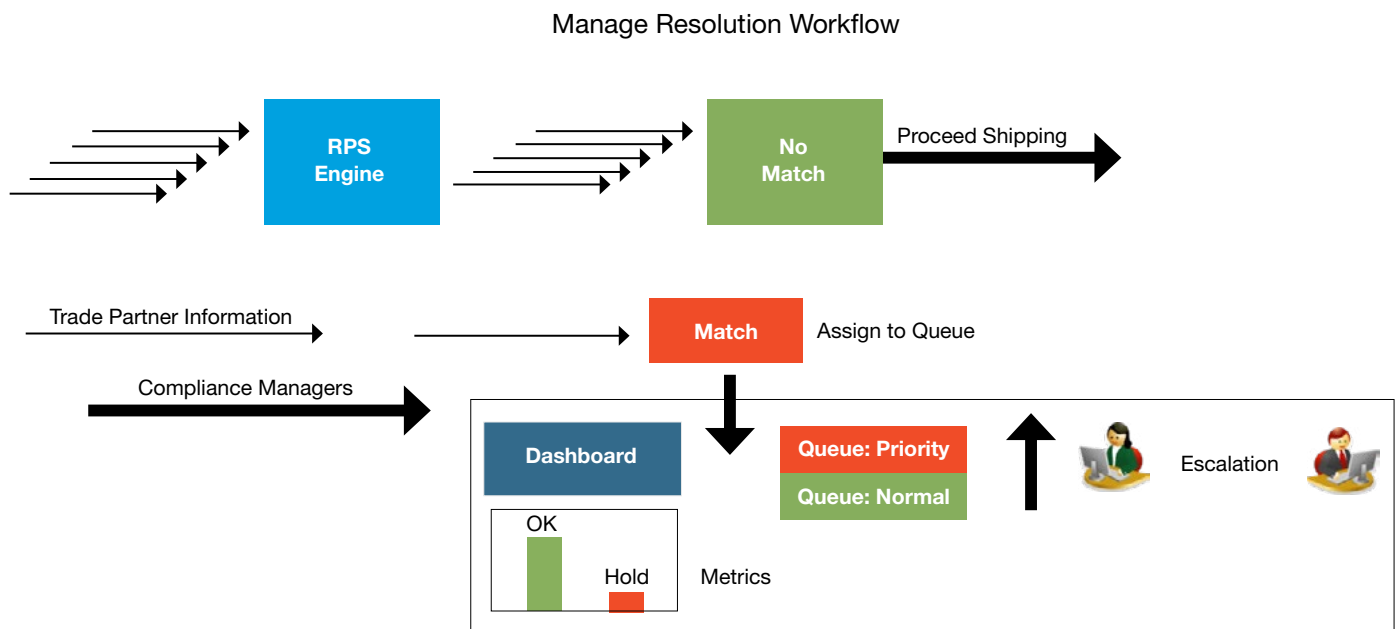 Manage Resolution Workflow
RPS
Engine
No
Match
Proceed Shipping
Trade Partner Information
Match
Assign to Queue
Compliance Managers
Dashboard
Queue: Priority
Queue: Normal
Escalation
OK
Hold
Metrics